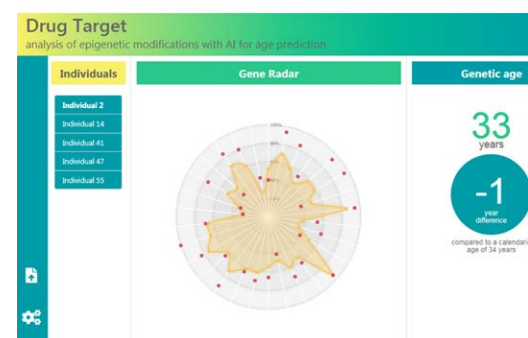 Drug Target
analysis of epigenetic modifications with AI for age prediction
Individuals
Gene Radar
Genetic age
Individual 2
Individual 14
Individual 41
Individual 47
Individual 55
100%
80%
33
years
-1
year
difference
compared to a calendar
age of 34 years